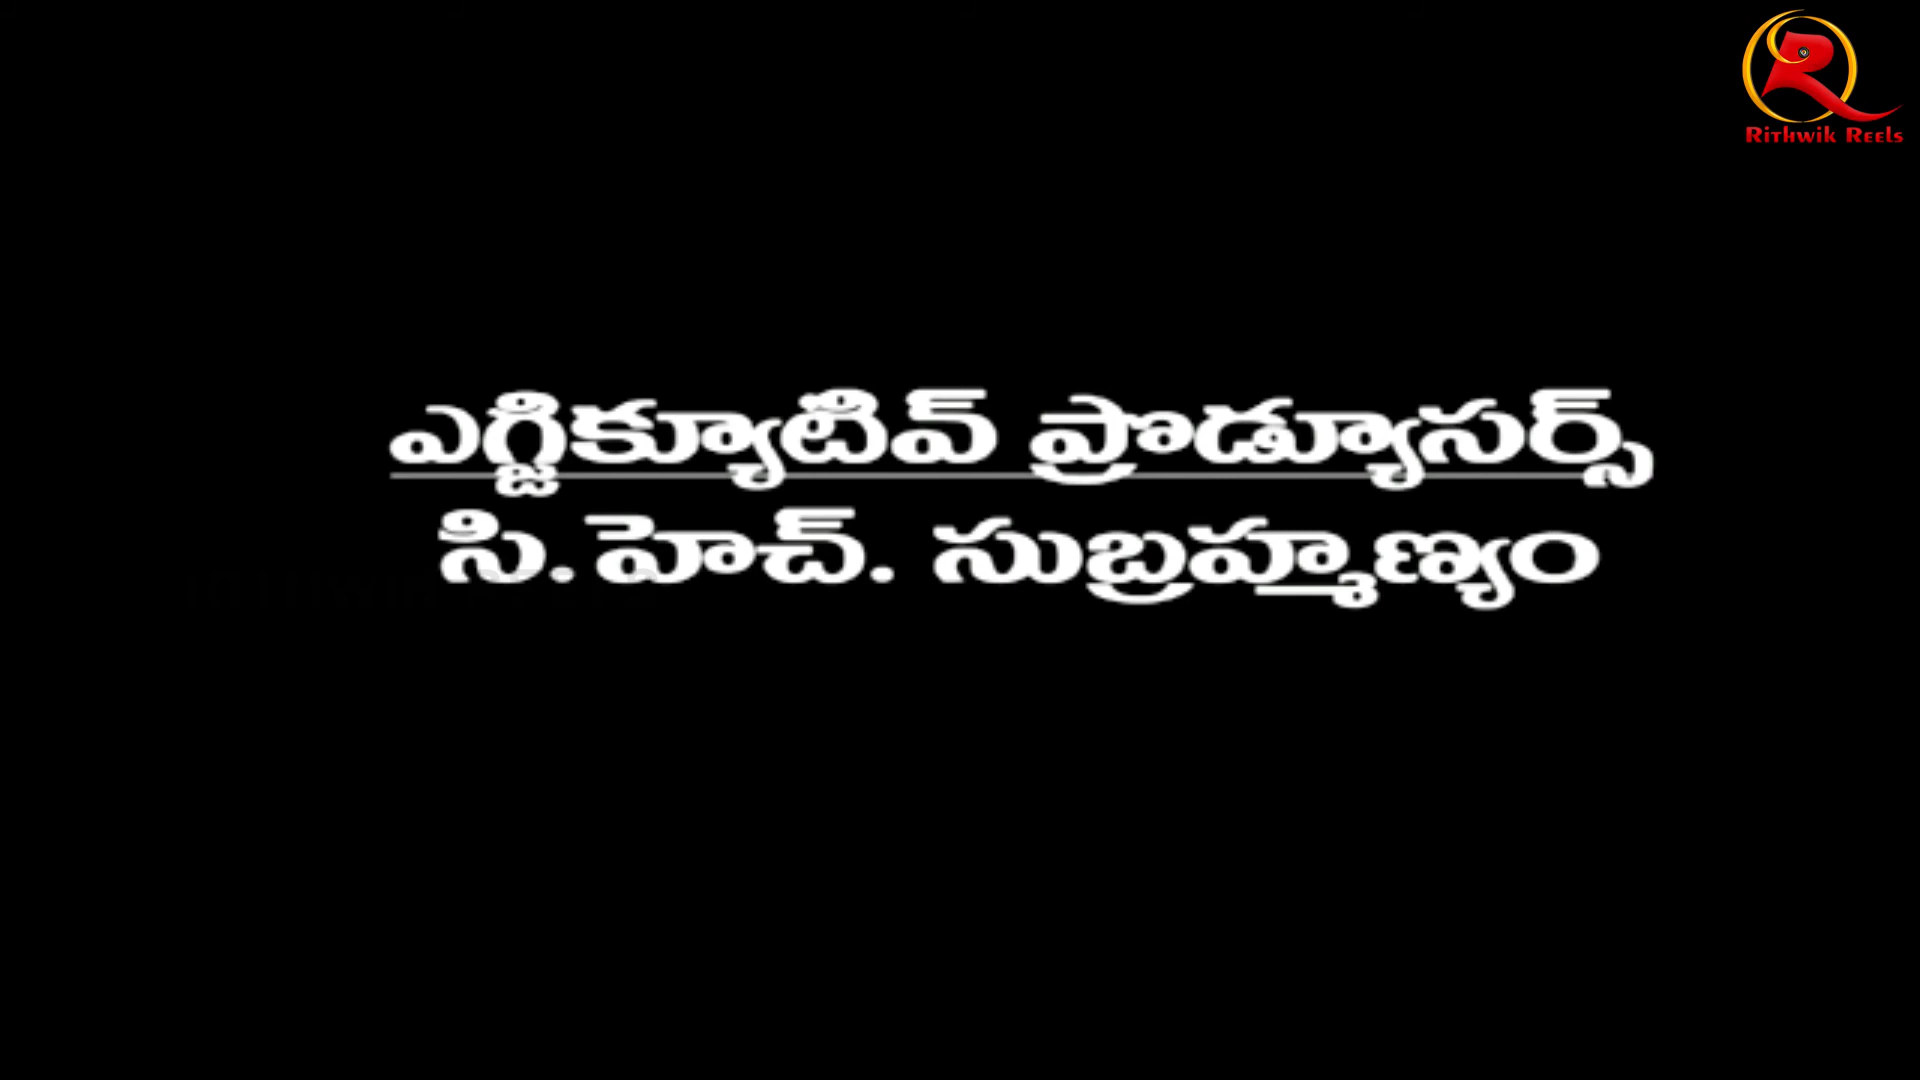 Rithwik Reels
ఎగ్జిక్యూటివ్ ప్రొడ్యూసర్స్
సి.హెచ్. సుబ్రహ్మణ్యం